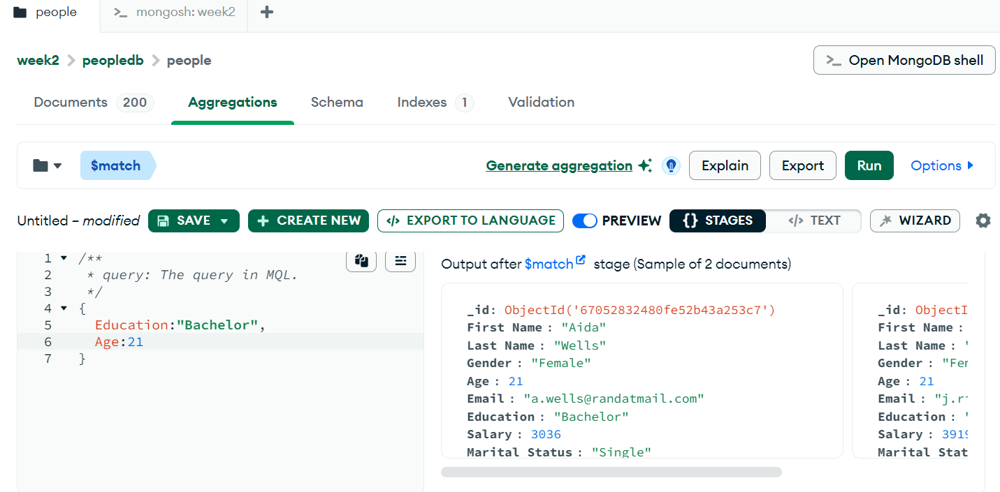 people
>_ mongosh: week2
+
week2 > peopledb > people
>_ Open MongoDB shell
Documents 200 Aggregations Schema Indexes 1 Validation
$match Generate aggregation Explain Export Run Options
Untitled – modified SAVE + CREATE NEW </> EXPORT TO LANGUAGE PREVIEW {} STAGES </> TEXT WIZARD
1 /**
2 * query: The query in MQL.
3 */
4 {
5 Education:"Bachelor",
6 Age:21
7 }
Output after $match stage (Sample of 2 documents)
_id: ObjectId('67052832480fe52b43a253c7')
First Name : "Aida"
Last Name : "Wells"
Gender : "Female"
Age : 21
Email : "a.wells@randatmail.com"
Education : "Bachelor"
Salary : 3036
Marital Status : "Single"
_id: ObjectI
First Name :
Last Name : "
Gender : "Fem
Age : 21
Email : "j.r
Education : "
Salary : 3919
Marital Stat